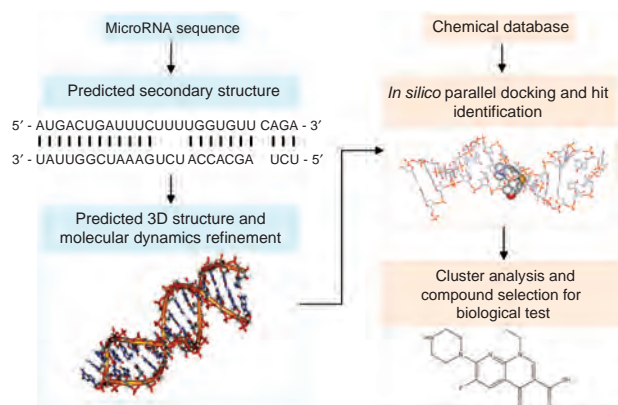 MicroRNA sequence
Predicted secondary structure
5′ - AUGACUGAUUUCUUUUGGUGUU CAGA - 3′
3′ - UAUUGGCUAAAGUCU ACCACGA UCU - 5′
Predicted 3D structure and
molecular dynamics refinement
Chemical database
In silico parallel docking and hit
identification
Cluster analysis and
compound selection for
biological test